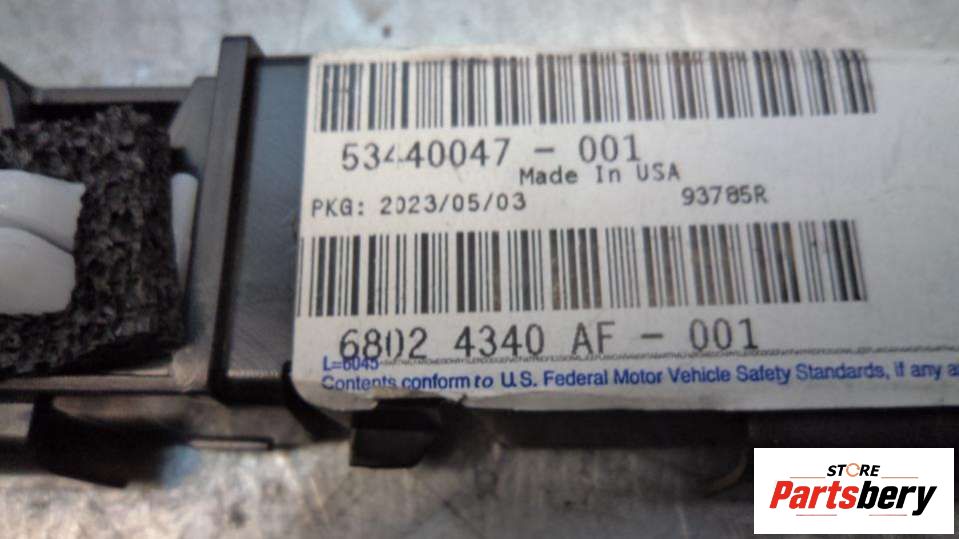 53440047 - 001
Made In USA
PKG: 2023/05/03 93785R
6802 4340 AF - 001
L=6045
Contents conform to U.S. Federal Motor Vehicle Safety Standards, if any
STORE
Partsbery